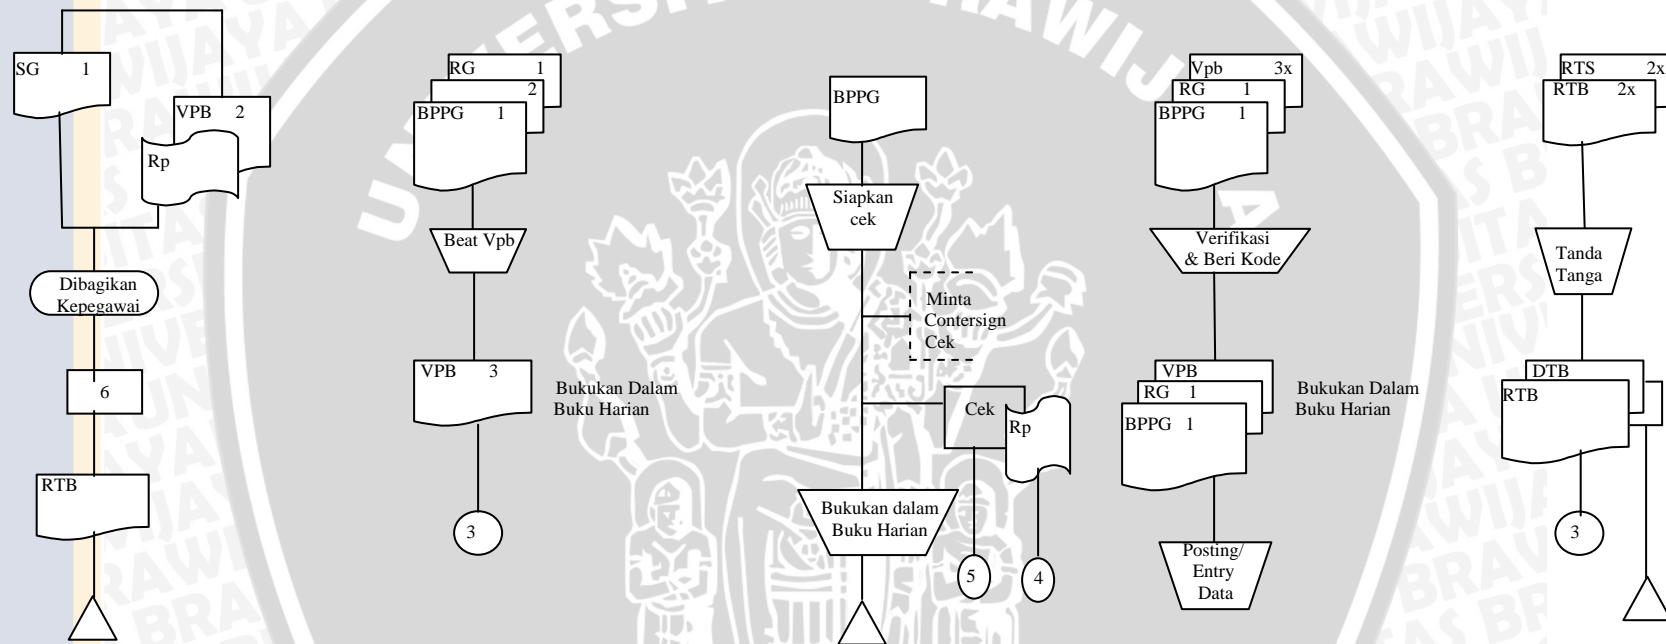 SG 1
VPB 2
Rp
Dibagikan
Kepegawai
6
RTB
RG 1
2
BPPG 1
Beat Vpb
VPB 3
Bukukan Dalam
Buku Harian
3
BPPG
Siapkan
cek
Minta
Contersign
Cek
Cek
Rp
Bukukan dalam
Buku Harian
5
4
Vpb 3x
RG 1
BPPG 1
Verifikasi
& Beri Kode
VPB
RG 1
BPPG 1
Bukukan Dalam
Buku Harian
Posting/
Entry
Data
RTS 2x
RTB 2x
Tanda
Tanga
DTB
RTB
3